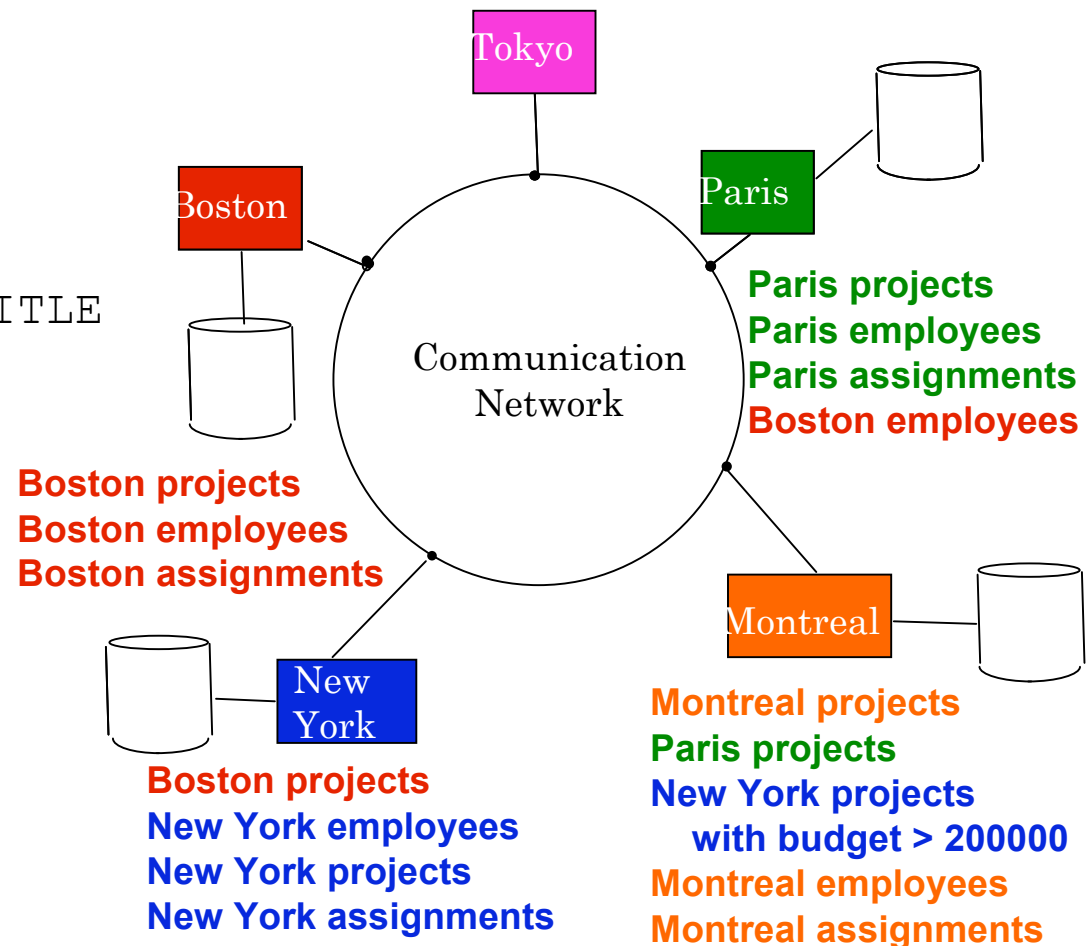 Tokyo
Paris
Boston
ITLE
Communication
Network
Paris projects
Paris employees
Paris assignments
Boston employees
Boston projects
Boston employees
Boston assignments
New
York
Montreal
Boston projects
New York employees
New York projects
New York assignments
Montreal projects
Paris projects
New York projects
with budget > 200000
Montreal employees
Montreal assignments